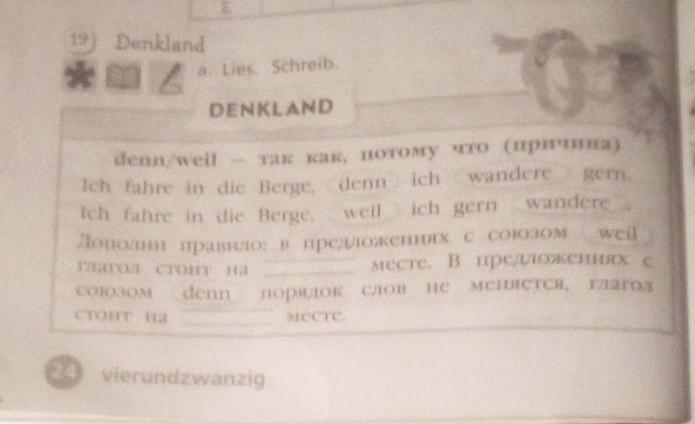 E
19 Denkland
a. Lies. Schreib.
DENKLAND
denn/weil – так как, потому что (причина)
Ich fahre in die Berge, denn ich wandere gern.
Ich fahre in die Berge, weil ich gern wandere .
Дополни правило: в предложениях с союзом weil
глагол стоит на ________ месте. В предложениях с
союзом denn порядок слов не меняется, глагол
стоит на ________ месте.
24 vierundzwanzig